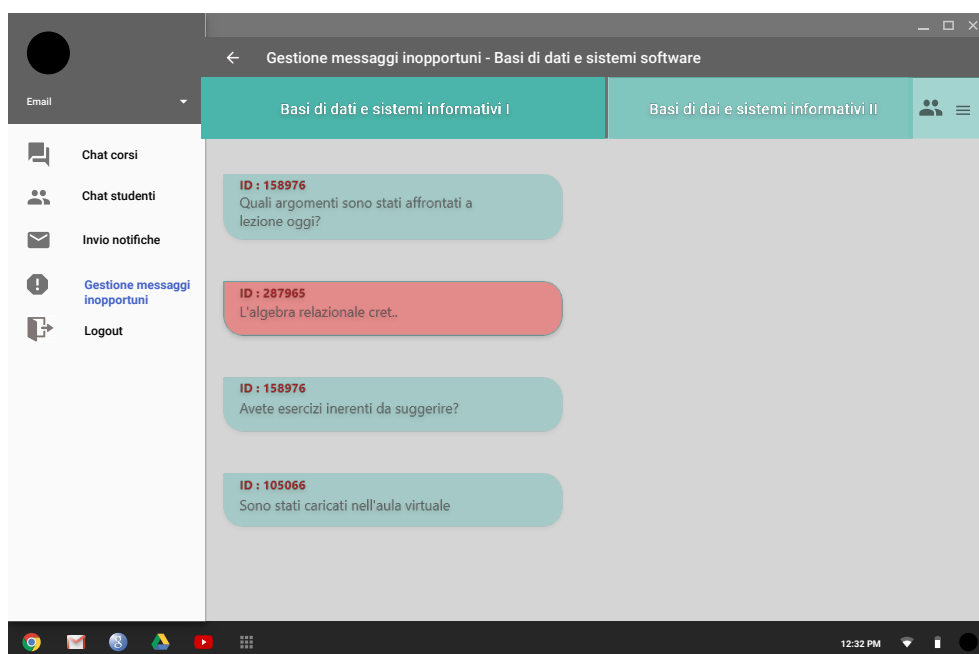 Gestione messaggi inopportuni - Basi di dati e sistemi software
Email
Basi di dati e sistemi informativi I
Basi di dai e sistemi informativi II
Chat corsi
Chat studenti
Invio notifiche
Gestione messaggi
inopportuni
Logout
ID : 158976
Quali argomenti sono stati affrontati a
lezione oggi?
ID : 287965
L'algebra relazionale cret..
ID : 158976
Avete esercizi inerenti da suggerire?
ID : 105066
Sono stati caricati nell'aula virtuale
12:32 PM